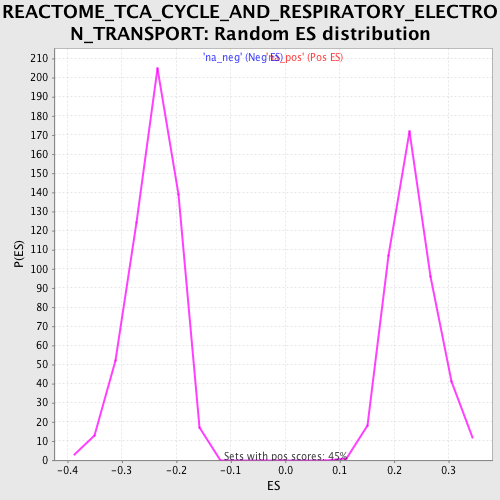 REACTOME_TCA_CYCLE_AND_RESPIRATORY_ELECTRO
N_TRANSPORT: Random ES distribution
'na_neg' (Neg ES)
'na_pos' (Pos ES)
210
200
190
180
170
160
150
140
130
120
110
100
90
80
70
60
50
40
30
20
10
0
P(ES)
Sets with pos scores: 45%
-0.4 -0.3 -0.2 -0.1 0.0 0.1 0.2 0.3
ES